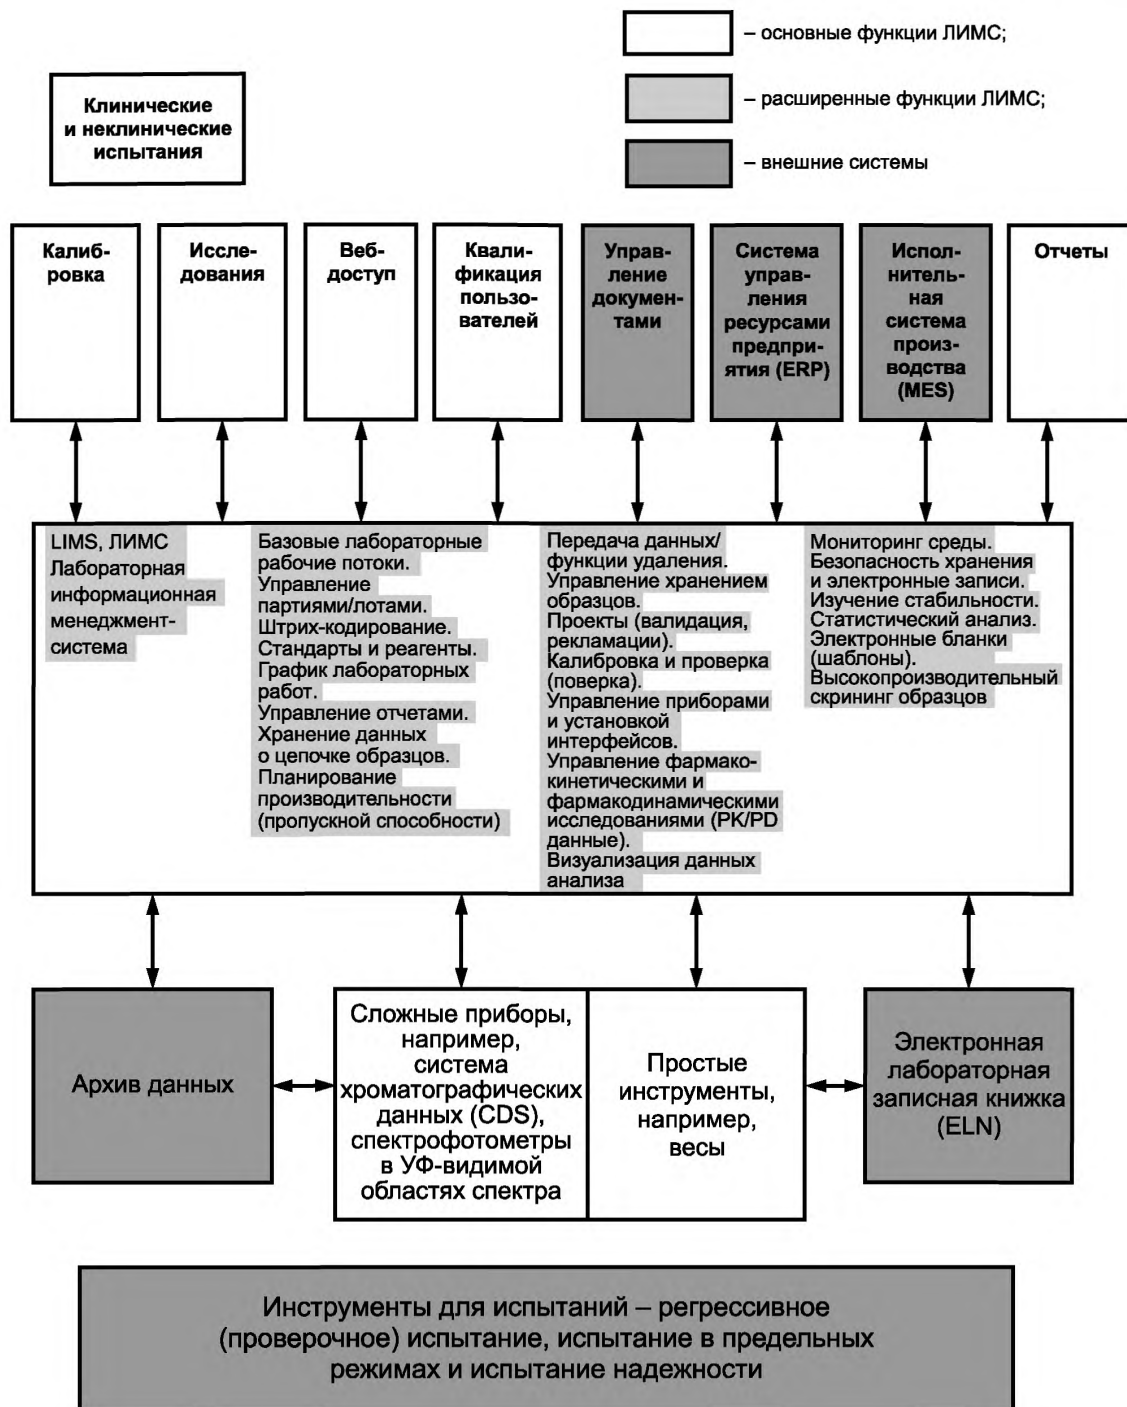 – основные функции ЛИМС;
Клинические
и неклинические
испытания
– расширенные функции ЛИМС;
– внешние системы
Калиб-
ровка
Иссле-
дования
Веб-
доступ
Квали-
фикация
пользо-
вателей
Управ-
ление
докумен-
тами
Система
управ-
ления
ресурсами
предпри-
ятия (ERP)
Испол-
нитель-
ная
система
произ-
водства
(MES)
Отчеты
LIMS, ЛИМС
Лабораторная
информационная
менеджмент-
система
Базовые лабораторные
рабочие потоки.
Управление
партиями/лотами.
Штрих-кодирование.
Стандарты и реагенты.
График лабораторных
работ.
Управление отчетами.
Хранение данных
о цепочке образцов.
Планирование
производительности
(пропускной способности)
Передача данных/
функции удаления.
Управление хранением
образцов.
Проекты (валидация,
рекламации).
Калибровка и проверка
(поверка).
Управление приборами
и установкой
интерфейсов.
Управление фармако-
кинетическими и
фармакодинамическими
исследованиями (PK/PD
данные).
Визуализация данных
анализа
Мониторинг среды.
Безопасность хранения
и электронные записи.
Изучение стабильности.
Статистический анализ.
Электронные бланки
(шаблоны).
Высокопроизводительный
скрининг образцов
Архив данных
Сложные приборы,
например,
система
хроматографических
данных (CDS),
спектрофотометры
в УФ-видимой
областях спектра
Простые
инструменты,
например,
весы
Электронная
лабораторная
записная книжка
(ELN)
Инструменты для испытаний – регрессивное
(проверочное) испытание, испытание в предельных
режимах и испытание надежности